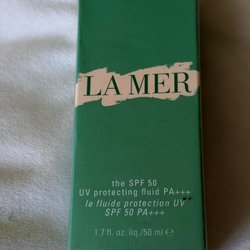 LA MER
the SPF 50
UV protecting fluid PA+++
le fluide protection UV
SPF 50 PA+++
1.7 fl. oz. liq./50 ml ℮